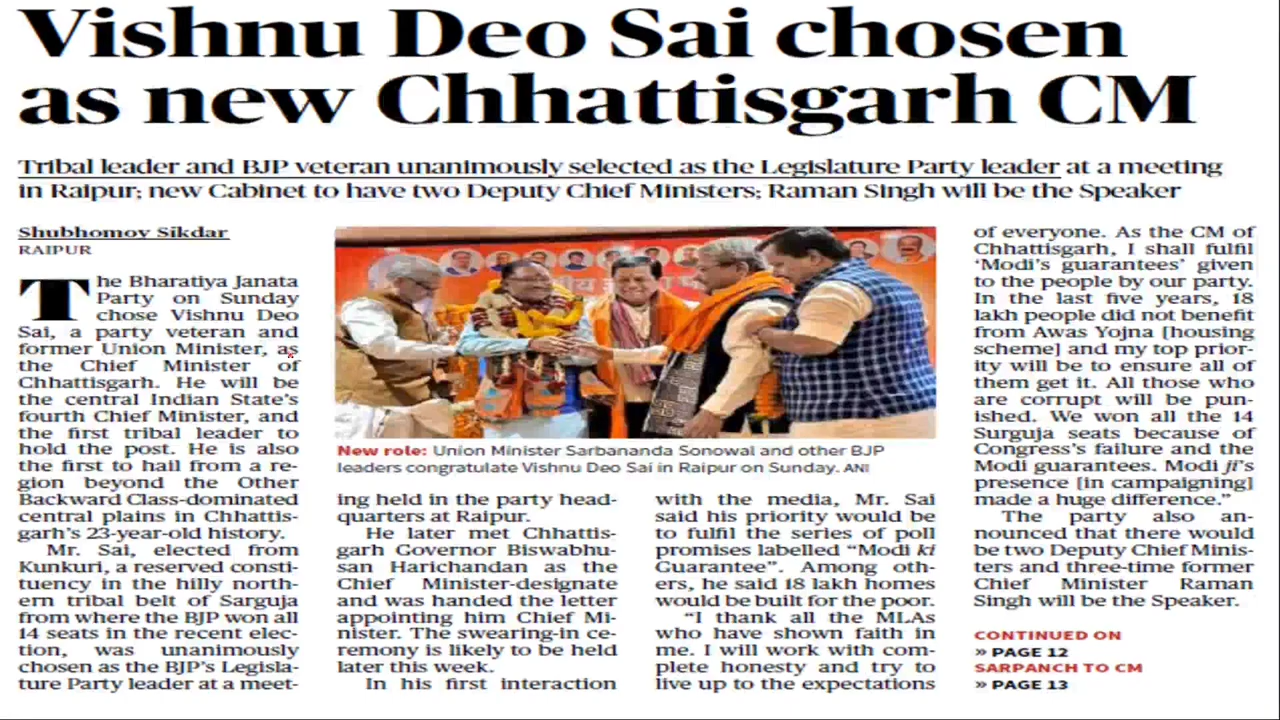 Vishnu Deo Sai chosen
as new Chhattisgarh CM
Tribal leader and BJP veteran unanimously selected as the Legislature Party leader at a meeting
in Raipur; new Cabinet to have two Deputy Chief Ministers; Raman Singh will be the Speaker
Shubhomoy Sikdar
RAIPUR
The Bharatiya Janata
Party on Sunday
chose Vishnu Deo
Sai, a party veteran and
former Union Minister, as
the Chief Minister of
Chhattisgarh. He will be
the central Indian State's
fourth Chief Minister, and
the first tribal leader to
hold the post. He is also
the first to hail from a re-
gion beyond the Other
Backward Class-dominated
central plains in Chhattis-
garh's 23-year-old history.
Mr. Sai, elected from
Kunkuri, a reserved consti-
tuency in the hilly north-
ern tribal belt of Sarguja
from where the BJP won all
14 seats in the recent elec-
tion, was unanimously
chosen as the BJP's Legisla-
ture Party leader at a meet-
New role: Union Minister Sarbananda Sonowal and other BJP
leaders congratulate Vishnu Deo Sai in Raipur on Sunday. ANI
ing held in the party head-
quarters at Raipur.
He later met Chhattis-
garh Governor Biswabhu-
san Harichandan as the
Chief Minister-designate
and was handed the letter
appointing him Chief Mi-
nister. The swearing-in ce-
remony is likely to be held
later this week.
In his first interaction
with the media, Mr. Sai
said his priority would be
to fulfil the series of poll
promises labelled “Modi ki
Guarantee”. Among oth-
ers, he said 18 lakh homes
would be built for the poor.
“I thank all the MLAs
who have shown faith in
me. I will work with com-
plete honesty and try to
live up to the expectations
of everyone. As the CM of
Chhattisgarh, I shall fulfil
‘Modi's guarantees’ given
to the people by our party.
In the last five years, 18
lakh people did not benefit
from Awas Yojna [housing
scheme] and my top prior-
ity will be to ensure all of
them get it. All those who
are corrupt will be pun-
ished. We won all the 14
Surguja seats because of
Congress's failure and the
Modi guarantees. Modi ji's
presence [in campaigning]
made a huge difference.”
The party also an-
nounced that there would
be two Deputy Chief Minis-
ters and three-time former
Chief Minister Raman
Singh will be the Speaker.
CONTINUED ON
» PAGE 12
SARPANCH TO CM
» PAGE 13